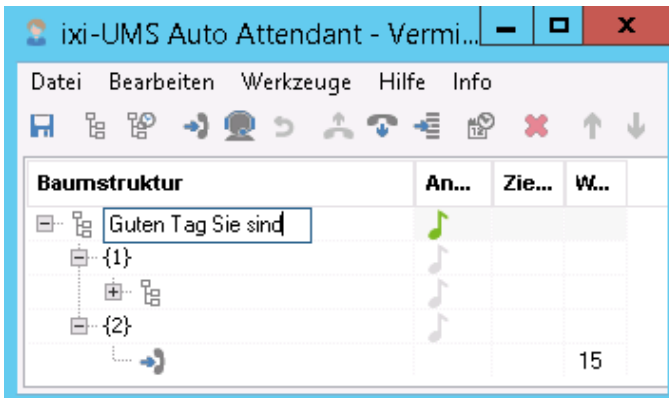 ixi-UMS Auto Attendant - Vermi...
Datei Bearbeiten Werkzeuge Hilfe Info
12
Baumstruktur An... Zie... W...
Guten Tag Sie sind
{1}
{2}
15